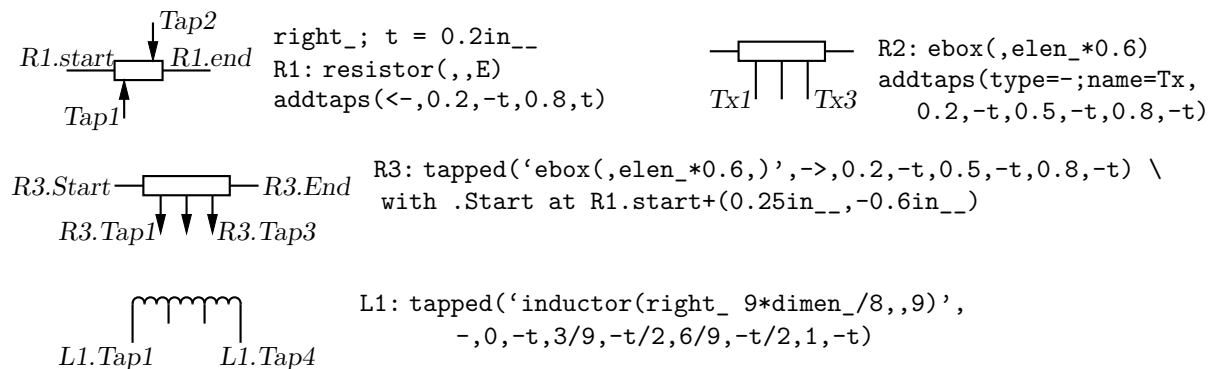 Tap2
R1.start R1.end
Tap1
right_; t = 0.2in__
R1: resistor(,,E)
addtaps(<-,0.2,-t,0.8,t)
Tx1 Tx3
R2: ebox(,elen_*0.6)
addtaps(type=-;name=Tx,
0.2,-t,0.5,-t,0.8,-t)
R3.Start R3.End
R3.Tap1 R3.Tap3
R3: tapped(‘ebox(,elen_*0.6,)’,->,0.2,-t,0.5,-t,0.8,-t) \
with .Start at R1.start+(0.25in__,-0.6in__)
L1.Tap1 L1.Tap4
L1: tapped(‘inductor(right_ 9*dimen_/8,,9)’,
-,0,-t,3/9,-t/2,6/9,-t/2,1,-t)